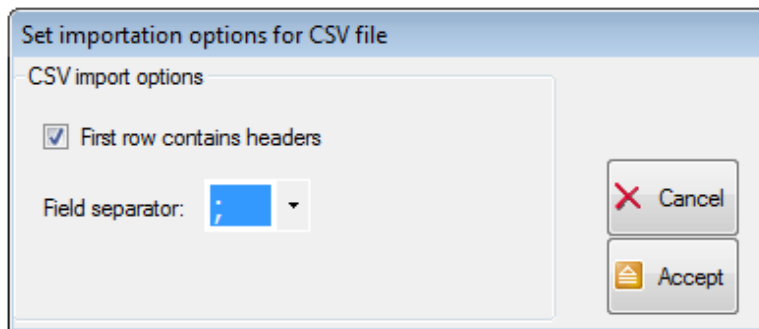 Set importation options for CSV file
CSV import options
First row contains headers
Field separator: ;
Cancel
Accept